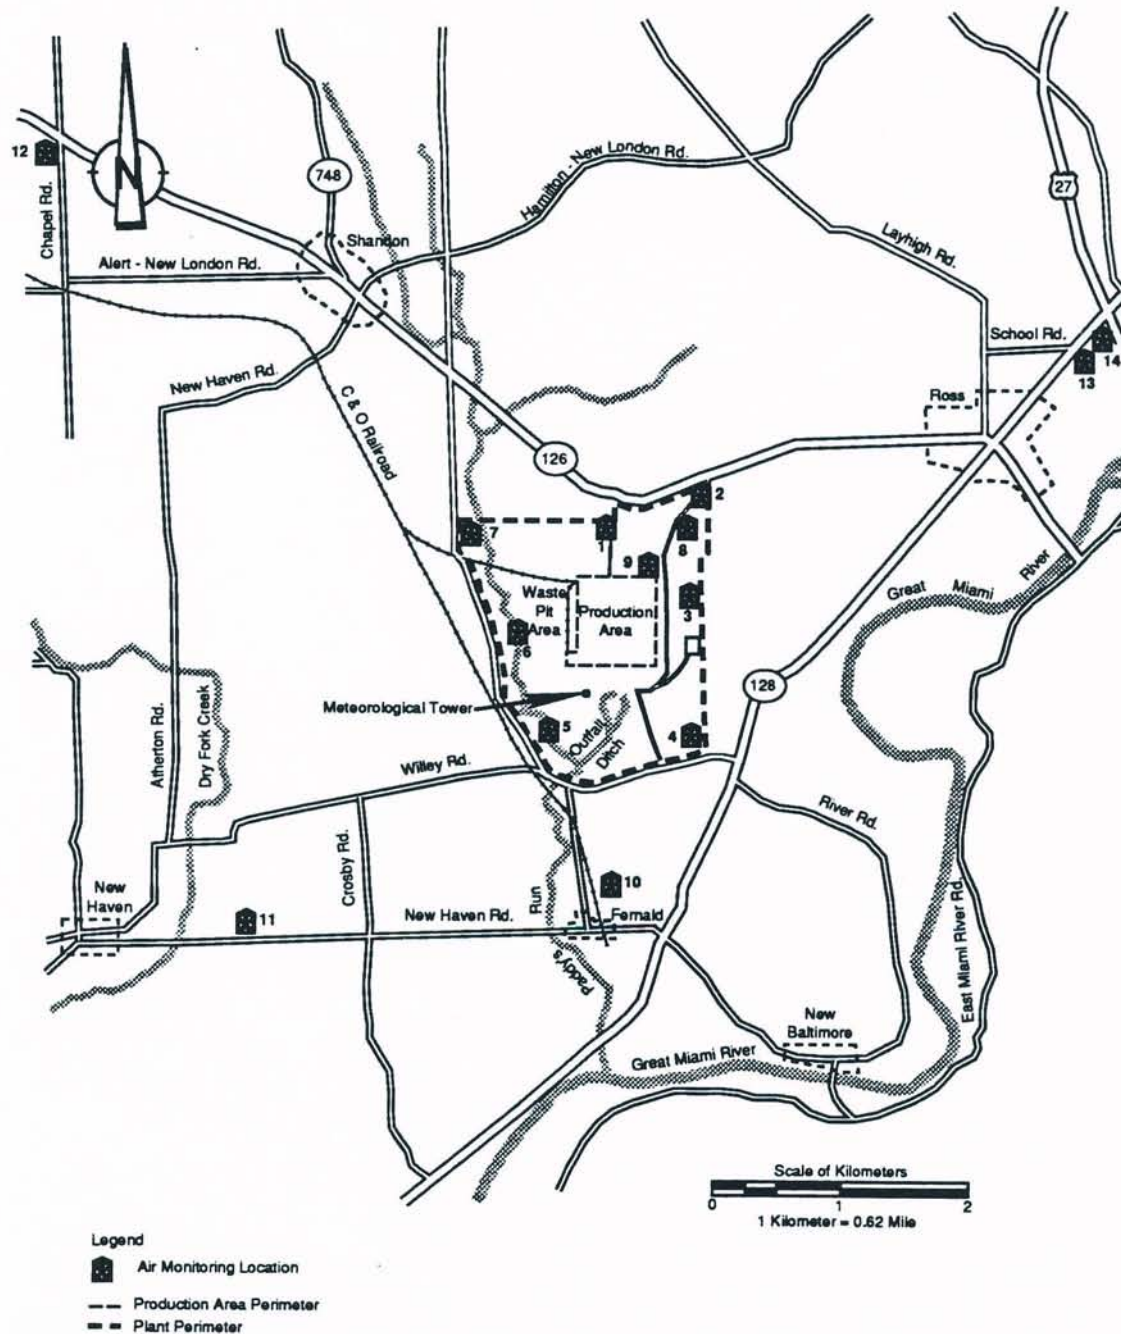 27
12
N
748
Hamilton - New London Rd.
Chapel Rd.
Shandon
Layhigh Rd.
Alert - New London Rd.
School Rd.
14
13
New Haven Rd.
C & O Railroad
Ross
126
2
7
1
8
9
Great Miami River
Waste
Pit
Area
Production
Area
3
6
128
Meteorological Tower
5
Outfall
Ditch
4
Atherton Rd.
Dry Fork Creek
Willey Rd.
River Rd.
Crosby Rd.
New
Haven
10
11
New Haven Rd.
Run
Fernald
Paddy's
East Miami River Rd.
New
Baltimore
Great Miami River
Scale of Kilometers
0 1 2
1 Kilometer = 0.62 Mile
Legend
Air Monitoring Location
Production Area Perimeter
Plant Perimeter